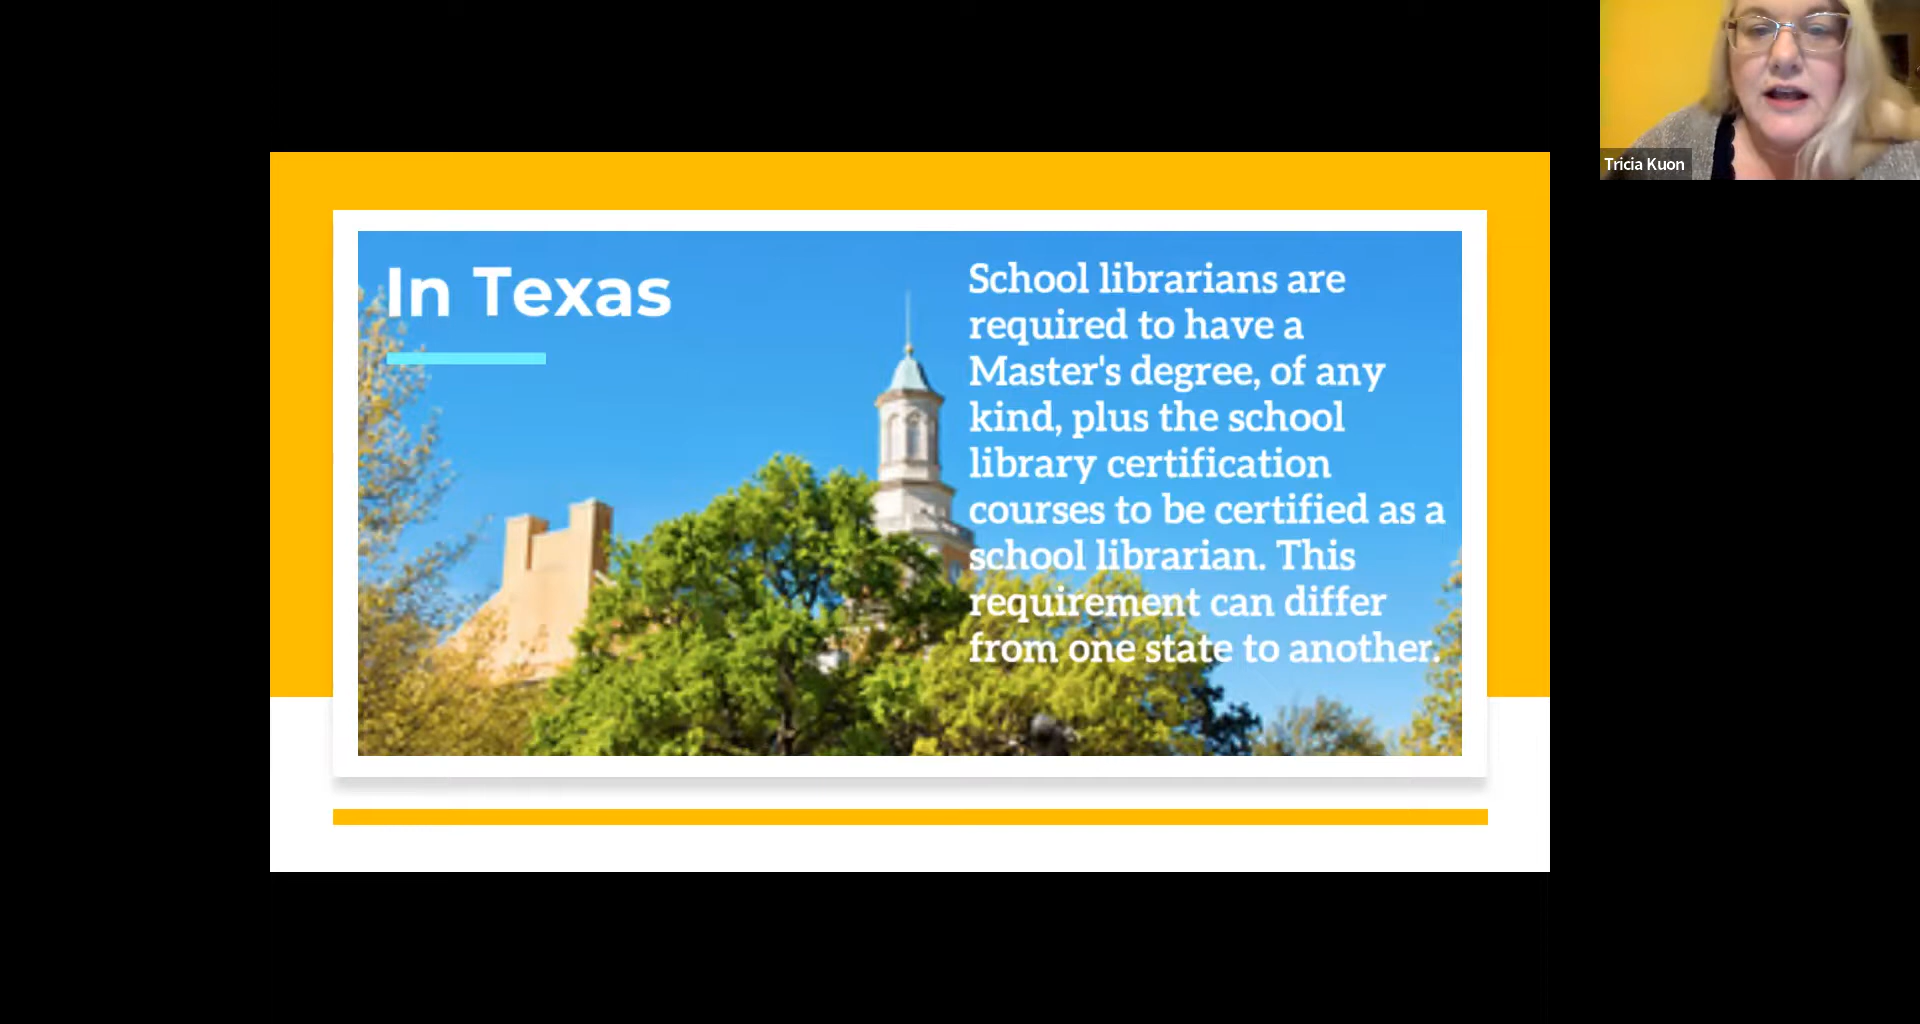 In Texas
School librarians are
required to have a
Master's degree, of any
kind, plus the school
library certification
courses to be certified as a
school librarian. This
requirement can differ
from one state to another.
Tricia Kuon